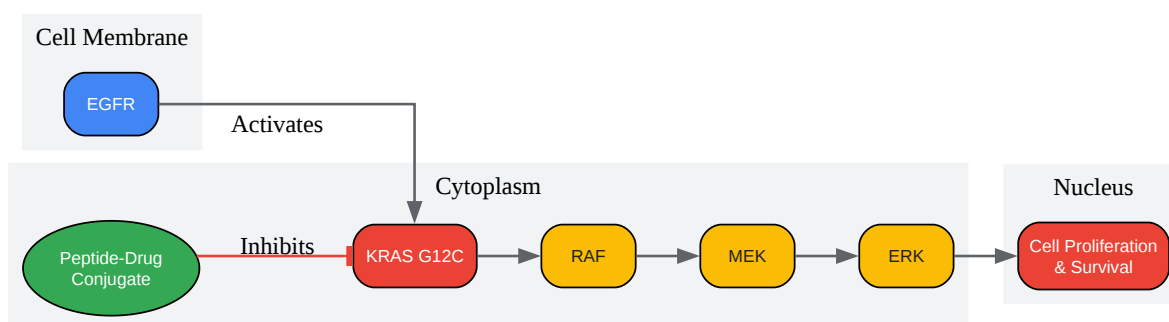 Cell Membrane
EGFR
Activates
Cytoplasm
Nucleus
Peptide-Drug
Conjugate
Inhibits
KRAS G12C
RAF
MEK
ERK
Cell Proliferation
& Survival